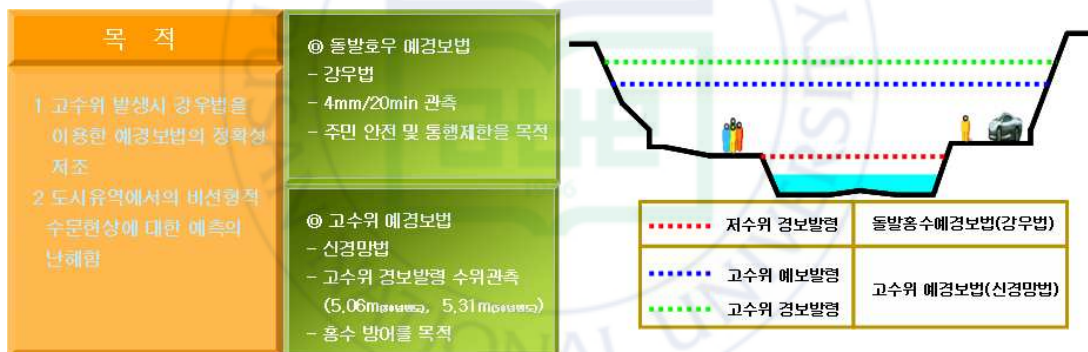 목 적
1 고수위 발생시 강우법을
이용한 예경보법의 정확성
저조
2 도시유역에서의 비선형적
수문현상에 대한 예측의
난해함
◎ 돌발호우 예경보법
- 강우법
- 4mm/20min 관측
- 주민 안전 및 통행제한을 목적
◎ 고수위 예경보법
- 신경망법
- 고수위 경보발령 수위관측
(5.06m, 5.31m)
- 홍수 방어를 목적
저수위 경보발령 돌발홍수예경보법(강우법)
고수위 예보발령
고수위 예경보법(신경망법)
고수위 경보발령